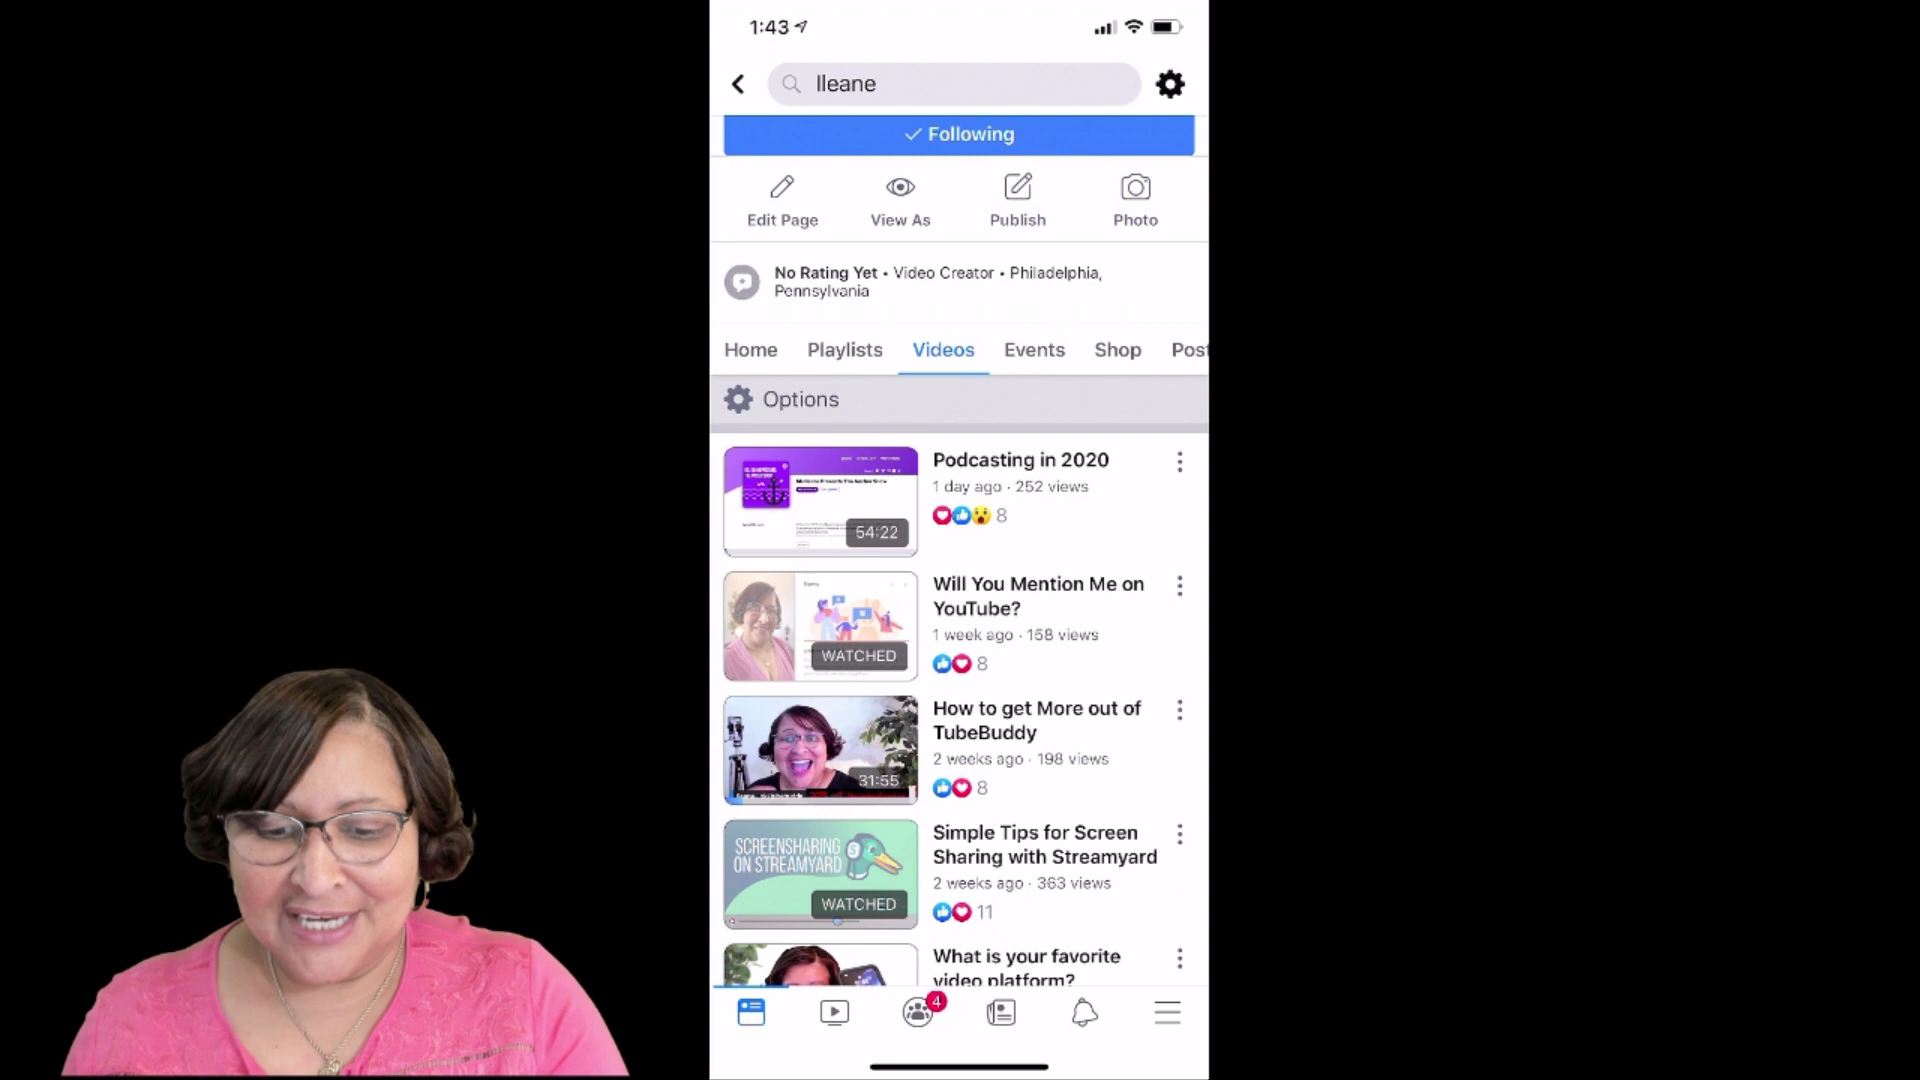 1:43
Ileane
Following
Edit Page
View As
Publish
Photo
No Rating Yet • Video Creator • Philadelphia,
Pennsylvania
Home
Playlists
Videos
Events
Shop
Post
Options
54:22
Podcasting in 2020
1 day ago · 252 views
8
WATCHED
Will You Mention Me on
YouTube?
1 week ago · 158 views
8
31:55
How to get More out of
TubeBuddy
2 weeks ago · 198 views
8
SCREENSHARING
ON STREAMYARD
WATCHED
Simple Tips for Screen
Sharing with Streamyard
2 weeks ago · 363 views
11
What is your favorite
video platform?
4